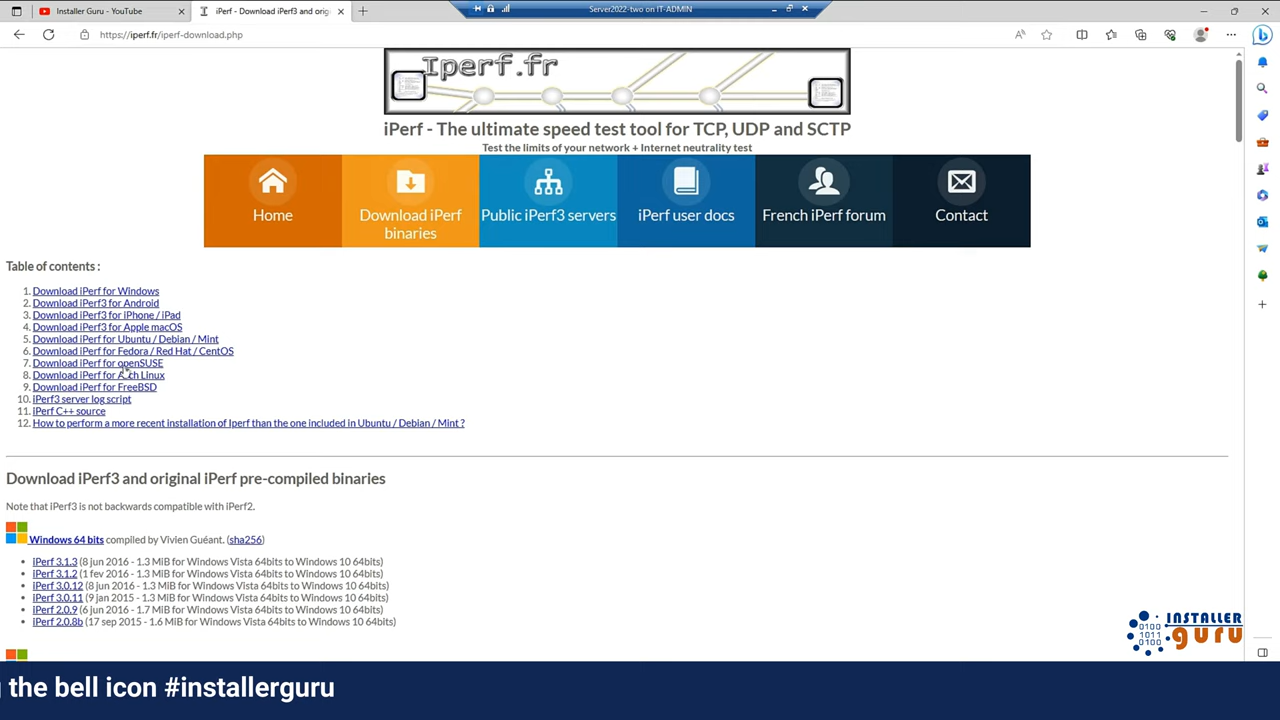 Installer Guru - YouTube
iPerf - Download iPerf3 and orig
Server2022-two on IT-ADMIN
https://iperf.fr/iperf-download.php
Iperf.fr
iPerf - The ultimate speed test tool for TCP, UDP and SCTP
Test the limits of your network + Internet neutrality test
Home
Download iPerf binaries
Public iPerf3 servers
iPerf user docs
French iPerf forum
Contact
Table of contents :
1. Download iPerf for Windows
2. Download iPerf3 for Android
3. Download iPerf3 for iPhone / iPad
4. Download iPerf3 for Apple macOS
5. Download iPerf for Ubuntu / Debian / Mint
6. Download iPerf for Fedora / Red Hat / CentOS
7. Download iPerf for openSUSE
8. Download iPerf for Arch Linux
9. Download iPerf for FreeBSD
10. iPerf3 server log script
11. iPerf C++ source
12. How to perform a more recent installation of Iperf than the one included in Ubuntu / Debian / Mint ?
Download iPerf3 and original iPerf pre-compiled binaries
Note that iPerf3 is not backwards compatible with iPerf2.
Windows 64 bits compiled by Vivien Guéant. (sha256)
• iPerf 3.1.3 (8 jun 2016 - 1.3 MiB for Windows Vista 64bits to Windows 10 64bits)
• iPerf 3.1.2 (1 fev 2016 - 1.3 MiB for Windows Vista 64bits to Windows 10 64bits)
• iPerf 3.0.12 (8 jun 2016 - 1.3 MiB for Windows Vista 64bits to Windows 10 64bits)
• iPerf 3.0.11 (9 jan 2015 - 1.3 MiB for Windows Vista 64bits to Windows 10 64bits)
• iPerf 2.0.9 (6 jun 2016 - 1.7 MiB for Windows Vista 64bits to Windows 10 64bits)
• iPerf 2.0.8b (17 sep 2015 - 1.6 MiB for Windows Vista 64bits to Windows 10 64bits)
0100
1011
010
INSTALLER
guru
the bell icon #installerguru